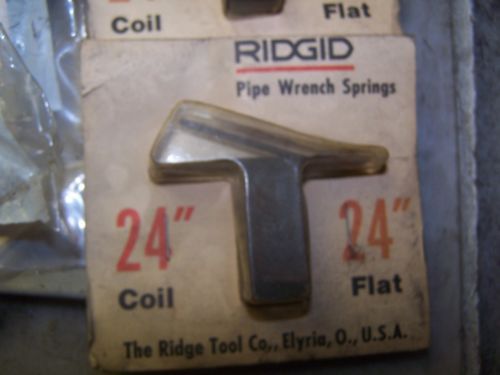 Coil Flat
RIDGID
Pipe Wrench Springs
24" 24"
Coil Flat
The Ridge Tool Co., Elyria, O., U.S.A.